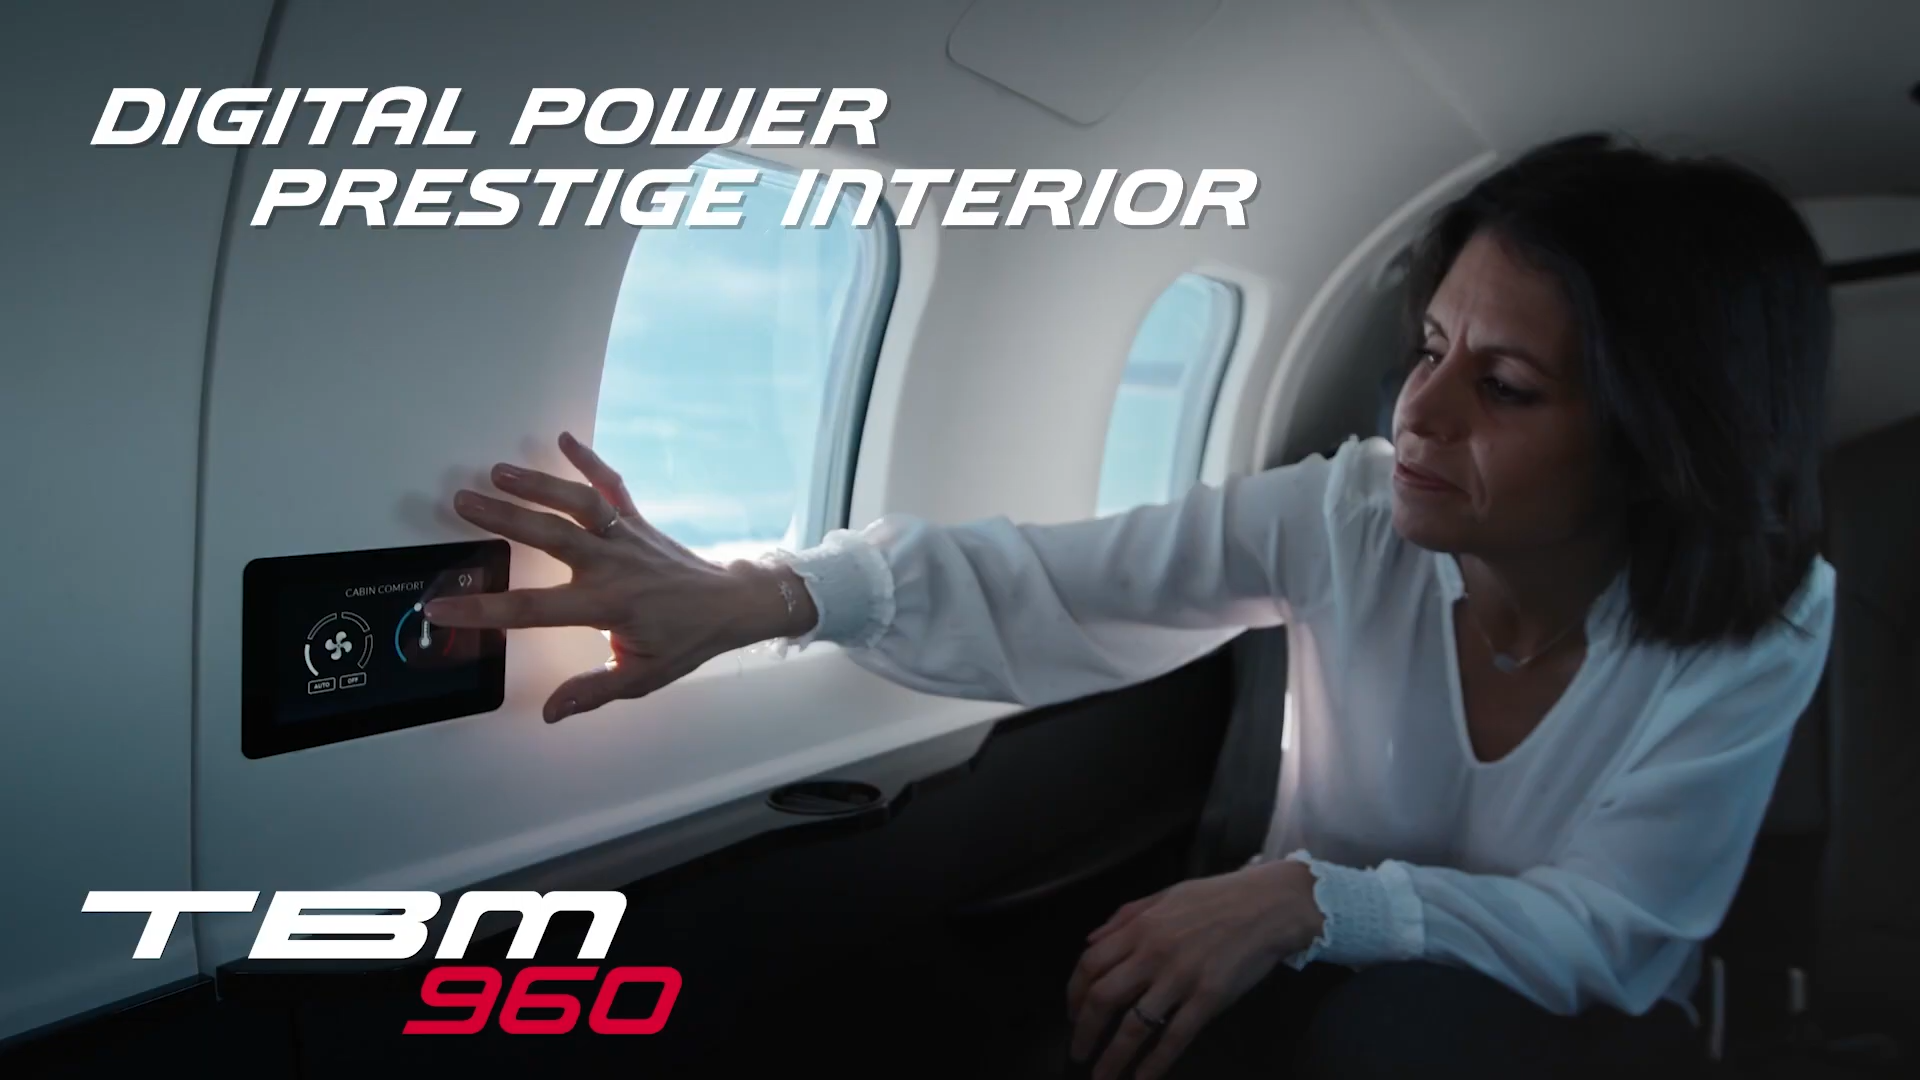 DIGITAL POWER
PRESTIGE INTERIOR
CABIN COMFORT
AUTO OFF
TBM
960